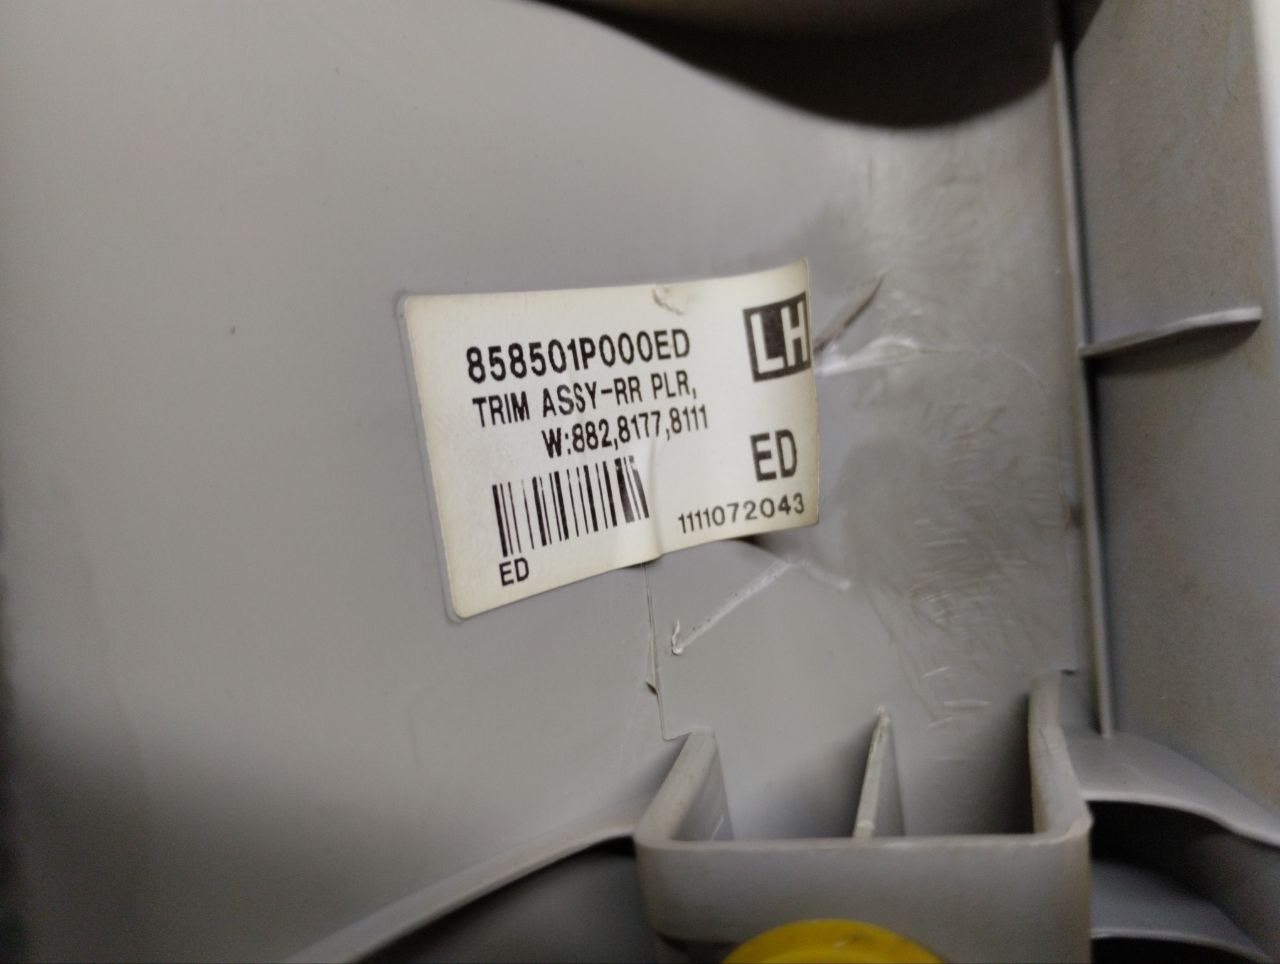 858501P000ED
LH
TRIM ASSY-RR PLR,
W:882,8177,8111
ED
1111072043
ED